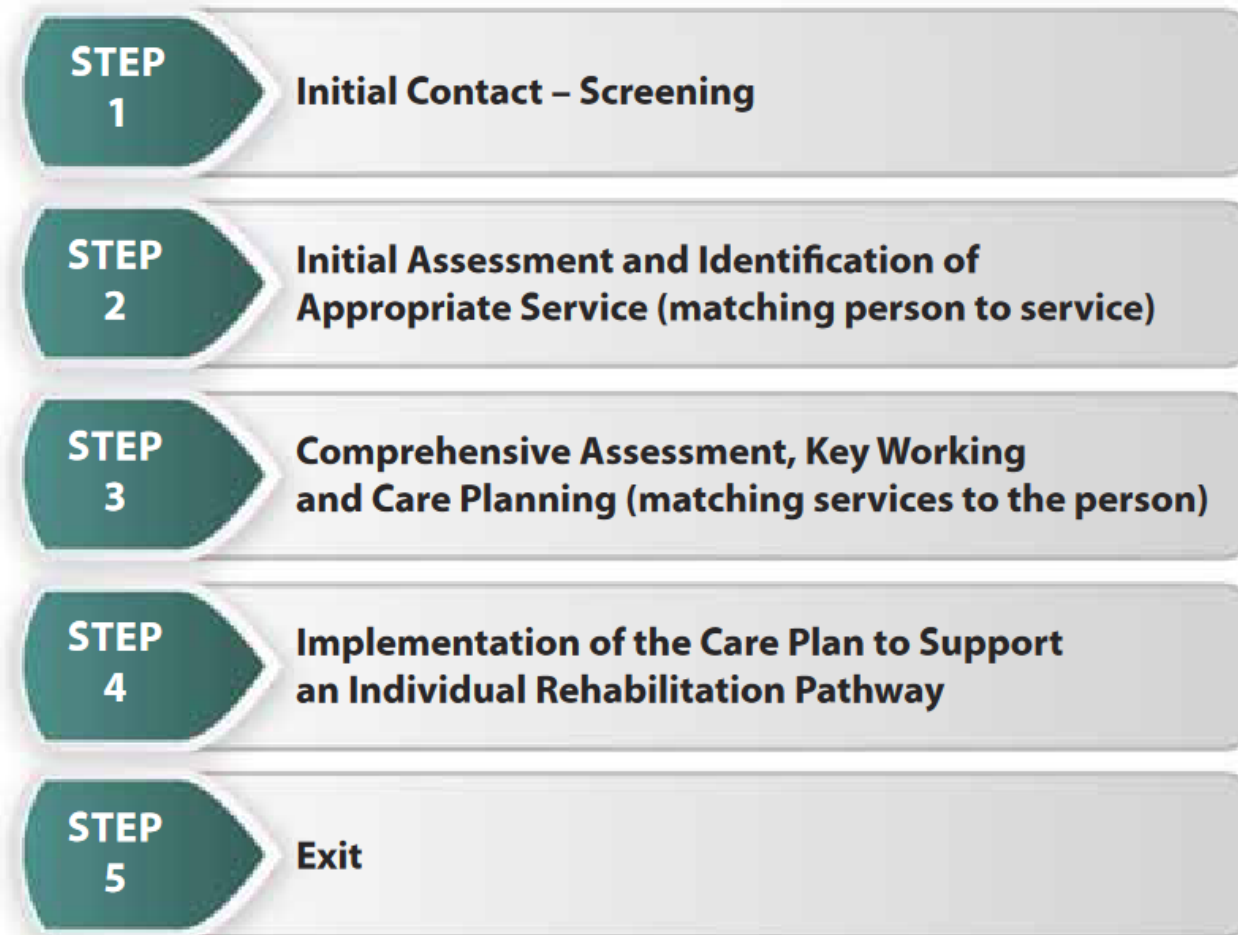 STEP
1
Initial Contact – Screening
STEP
2
Initial Assessment and Identification of
Appropriate Service (matching person to service)
STEP
3
Comprehensive Assessment, Key Working
and Care Planning (matching services to the person)
STEP
4
Implementation of the Care Plan to Support
an Individual Rehabilitation Pathway
STEP
5
Exit